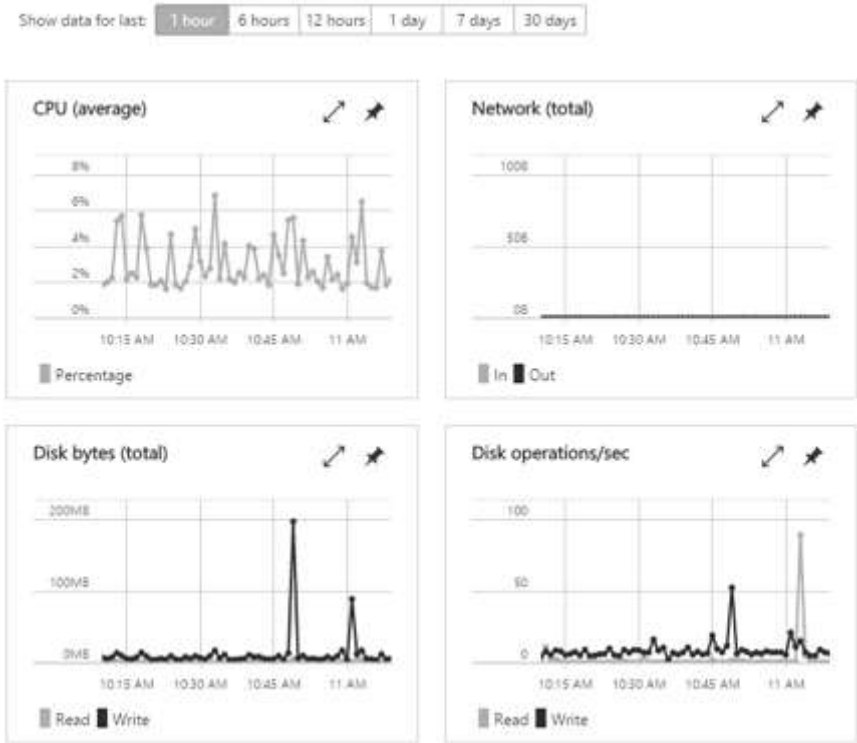 Show data for last: 1 hour 6 hours 12 hours 1 day 7 days 30 days
CPU (average)
8%
6%
4%
2%
0%
10:15 AM 10:30 AM 10:45 AM 11 AM
Percentage
Network (total)
100B
50B
0B
10:15 AM 10:30 AM 10:45 AM 11 AM
In Out
Disk bytes (total)
200MB
100MB
0MB
10:15 AM 10:30 AM 10:45 AM 11 AM
Read Write
Disk operations/sec
100
50
0
10:15 AM 10:30 AM 10:45 AM 11 AM
Read Write